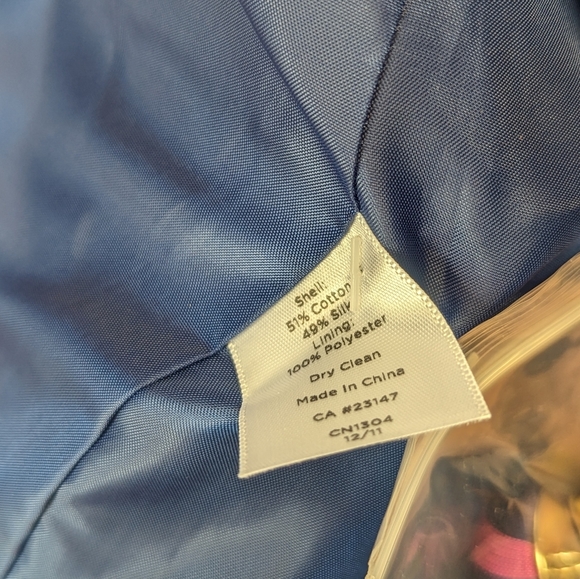 Shell:
51% Cotton
49% Silk
Lining:
100% Polyester
Dry Clean
Made In China
CA #23147
CN1304
12/11